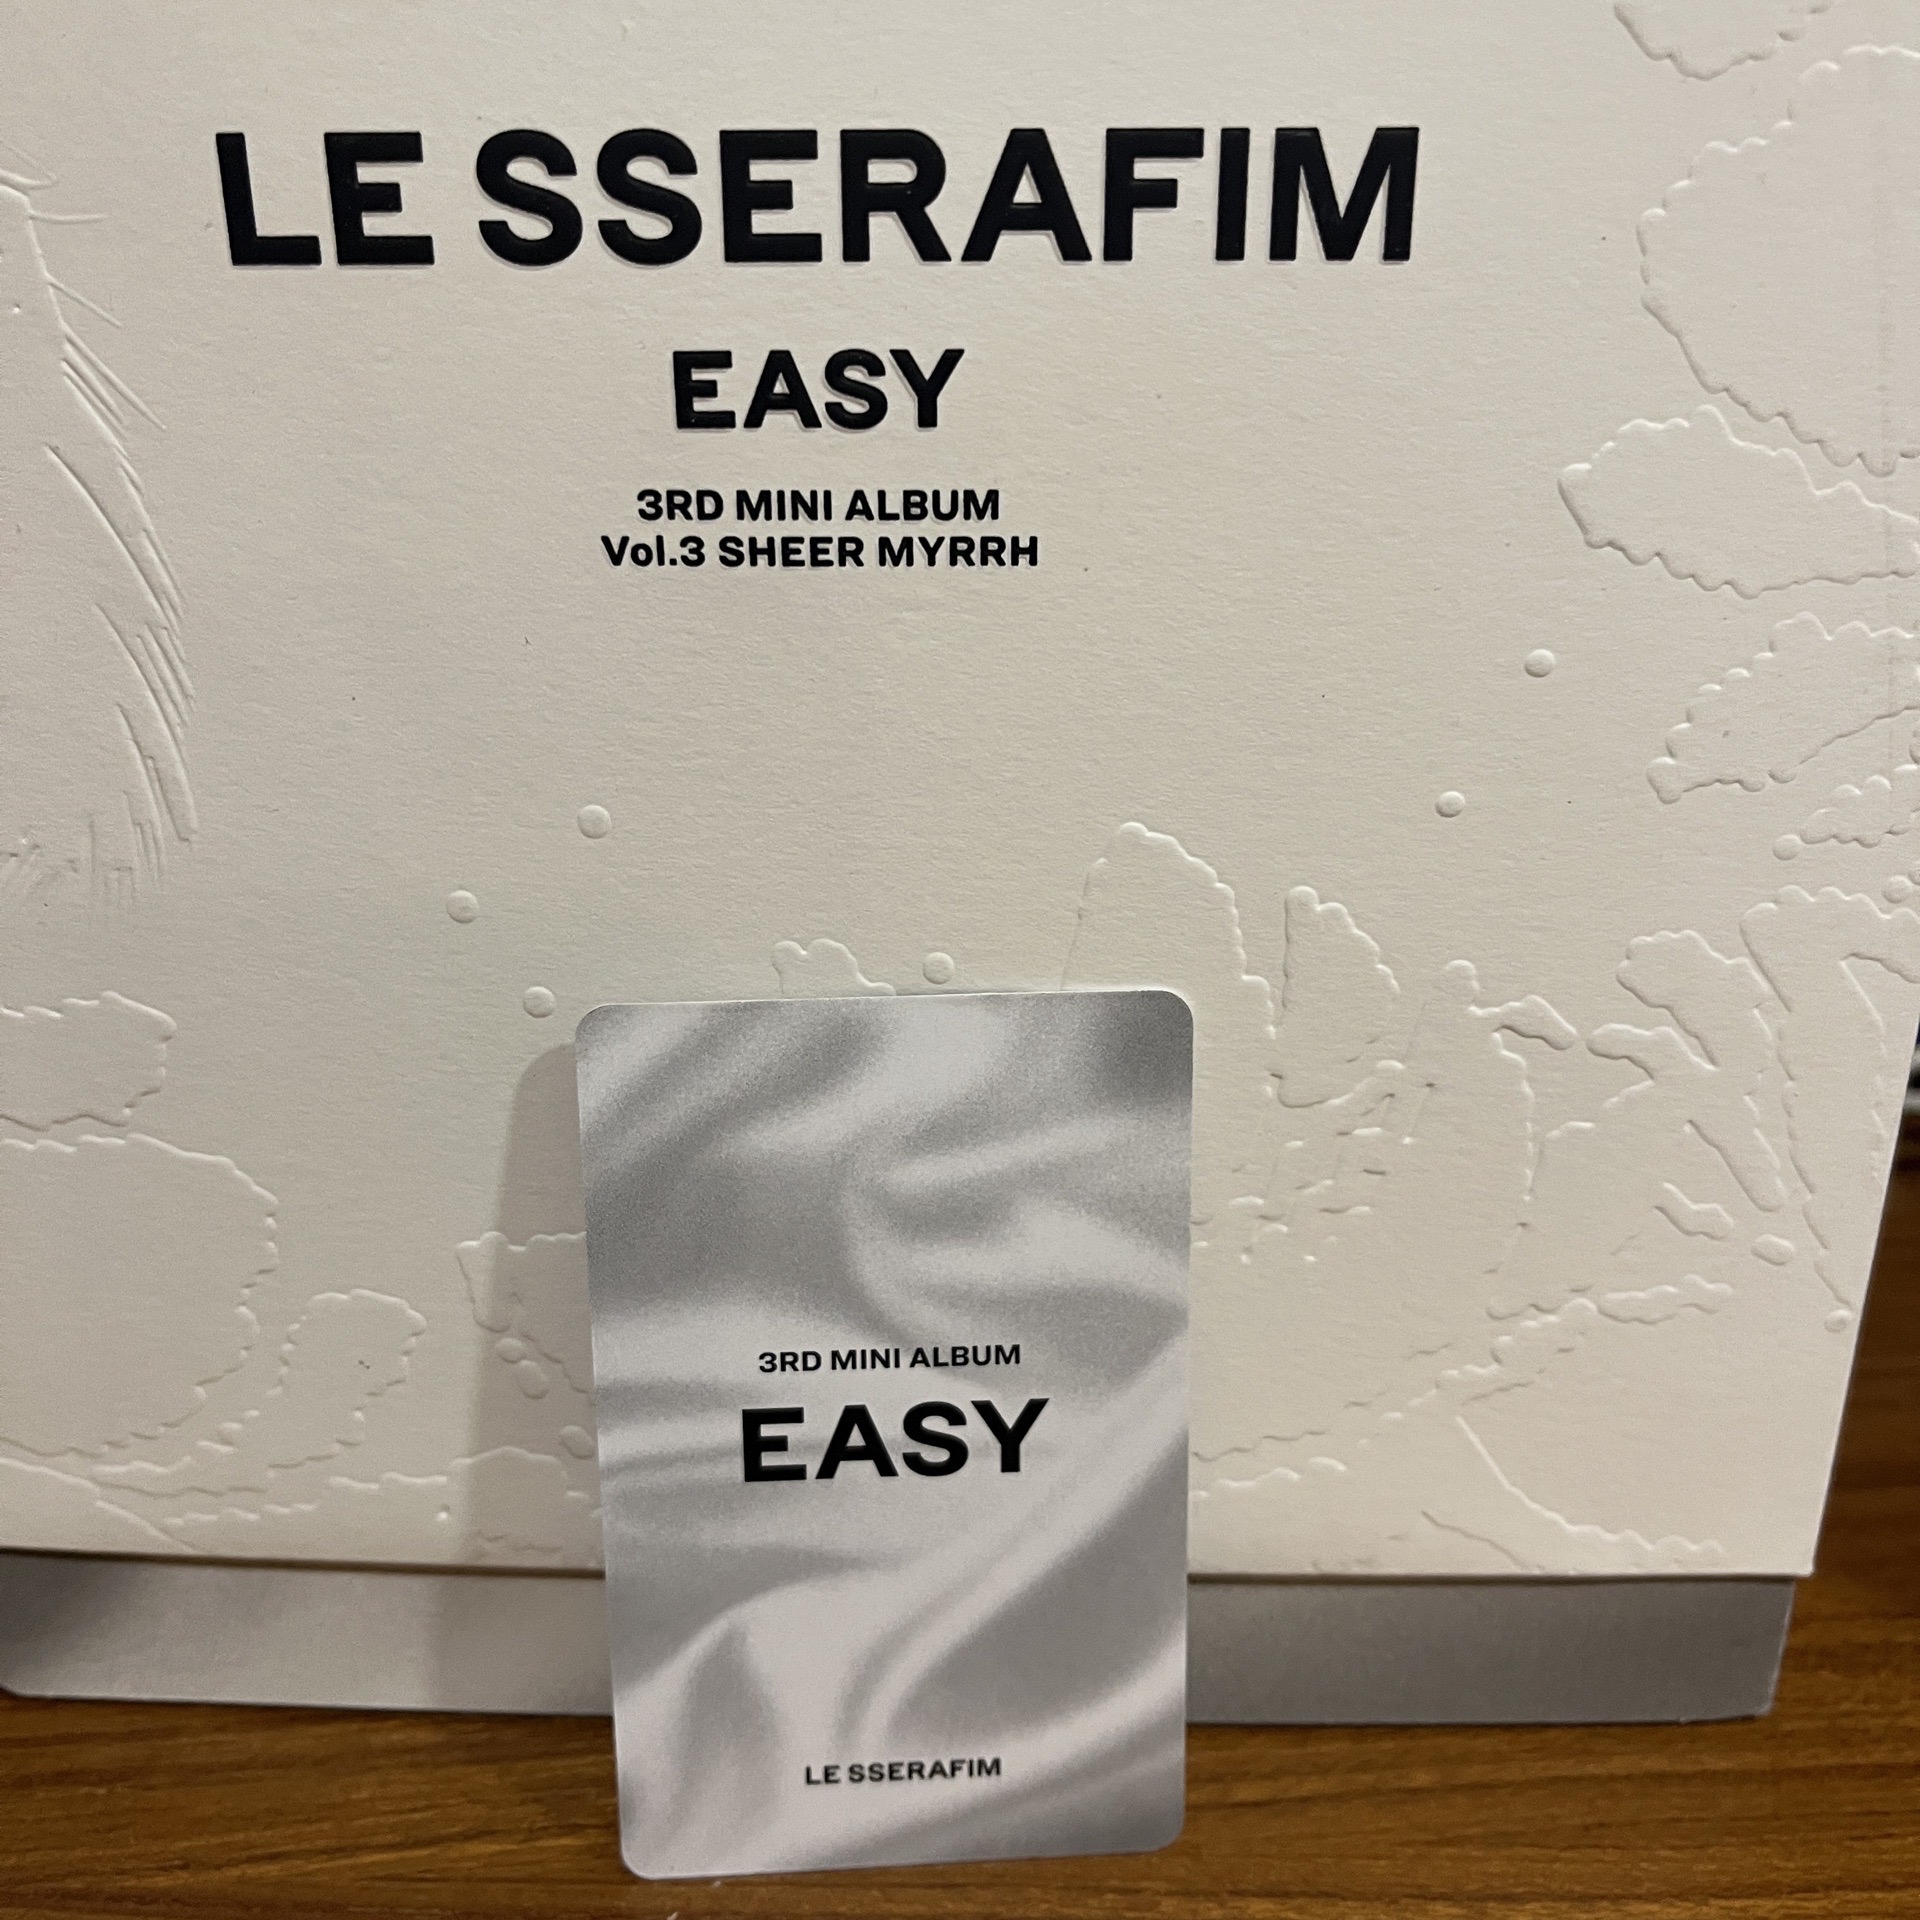 LE SSERAFIM
EASY
3RD MINI ALBUM
Vol.3 SHEER MYRRH
3RD MINI ALBUM
EASY
LE SSERAFIM